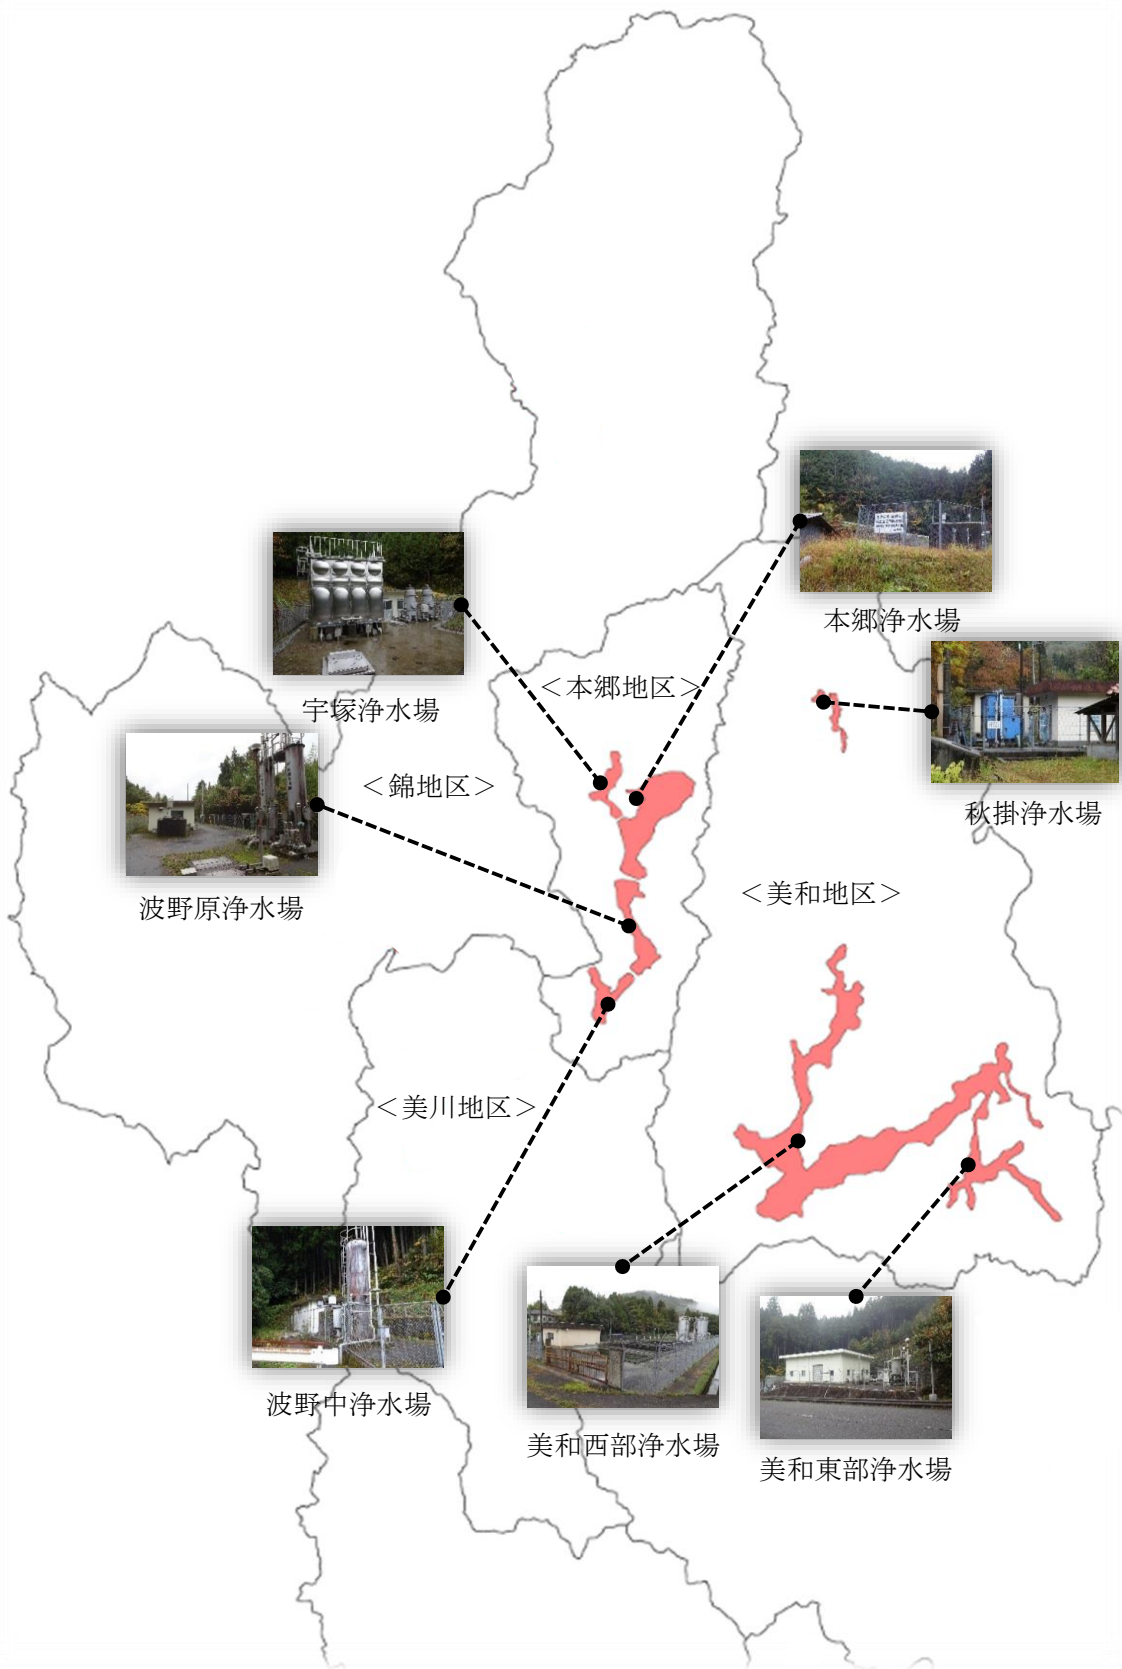 本郷浄水場
＜本郷地区＞
宇塚浄水場
＜錦地区＞
秋掛浄水場
波野原浄水場
＜美和地区＞
＜美川地区＞
波野中浄水場
美和西部浄水場
美和東部浄水場